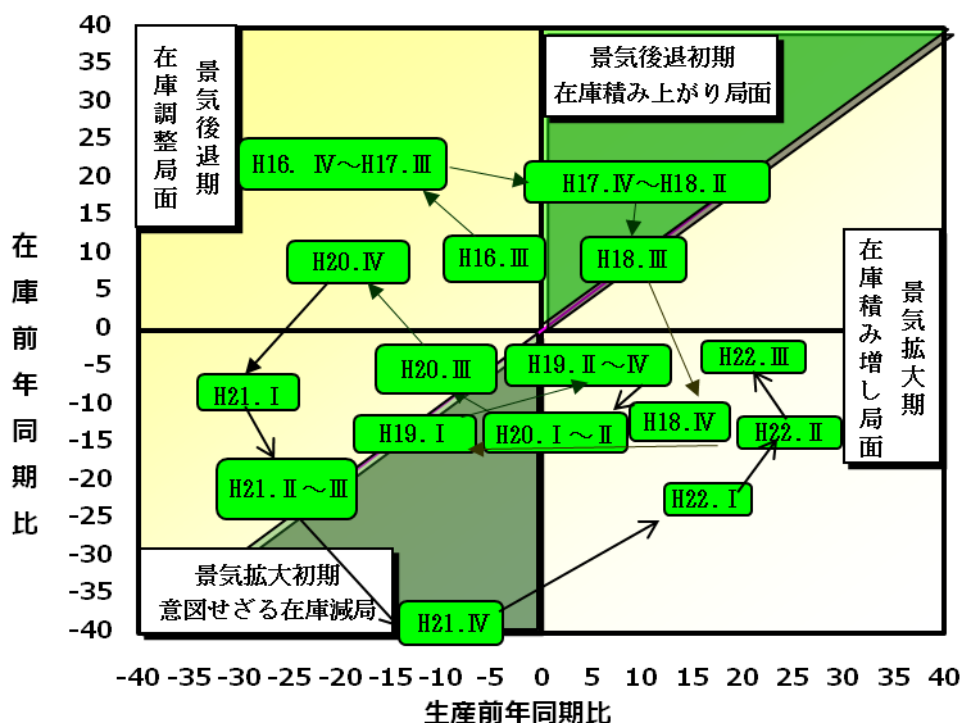 40
35
30
25
20
15
10
5
0
-5
-10
-15
-20
-25
-30
-35
-40
在庫前年同期比
景気後退期
在庫調整局面
景気後退初期
在庫積み上がり局面
H16. Ⅳ～H17.Ⅲ
H17.Ⅳ～H18.Ⅱ
H16.Ⅲ
H18.Ⅲ
H20.Ⅳ
景気拡大期
在庫積み増し局面
H20.Ⅲ
H19.Ⅱ～Ⅳ
H22.Ⅲ
H21.Ⅰ
H19.Ⅰ
H20.Ⅰ～Ⅱ
H18.Ⅳ
H22.Ⅱ
H21.Ⅱ～Ⅲ
H22.Ⅰ
景気拡大初期
意図せざる在庫減局
H21.Ⅳ
-40 -35 -30 -25 -20 -15 -10 -5 0 5 10 15 20 25 30 35 40
生産前年同期比